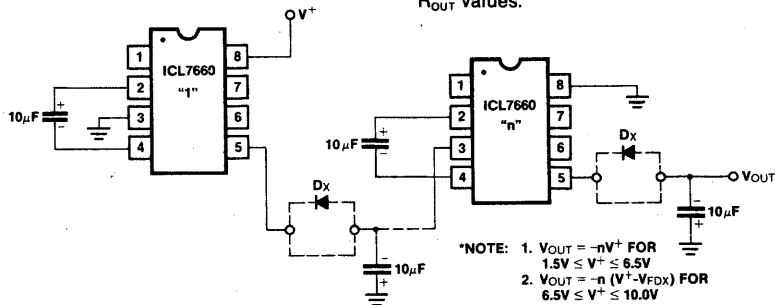 ROUT values.
V+
1
2
3
4
ICL7660
"1"
8
7
6
5
10μF
+
−
DX
+
−
10μF
1
2
3
4
ICL7660
"n"
8
7
6
5
10μF
+
−
DX
VOUT
+
−
10μF
*NOTE: 1. VOUT = −nV+ FOR
1.5V ≤ V+ ≤ 6.5V
2. VOUT = −n (V+-VFDX) FOR
6.5V ≤ V+ ≤ 10.0V